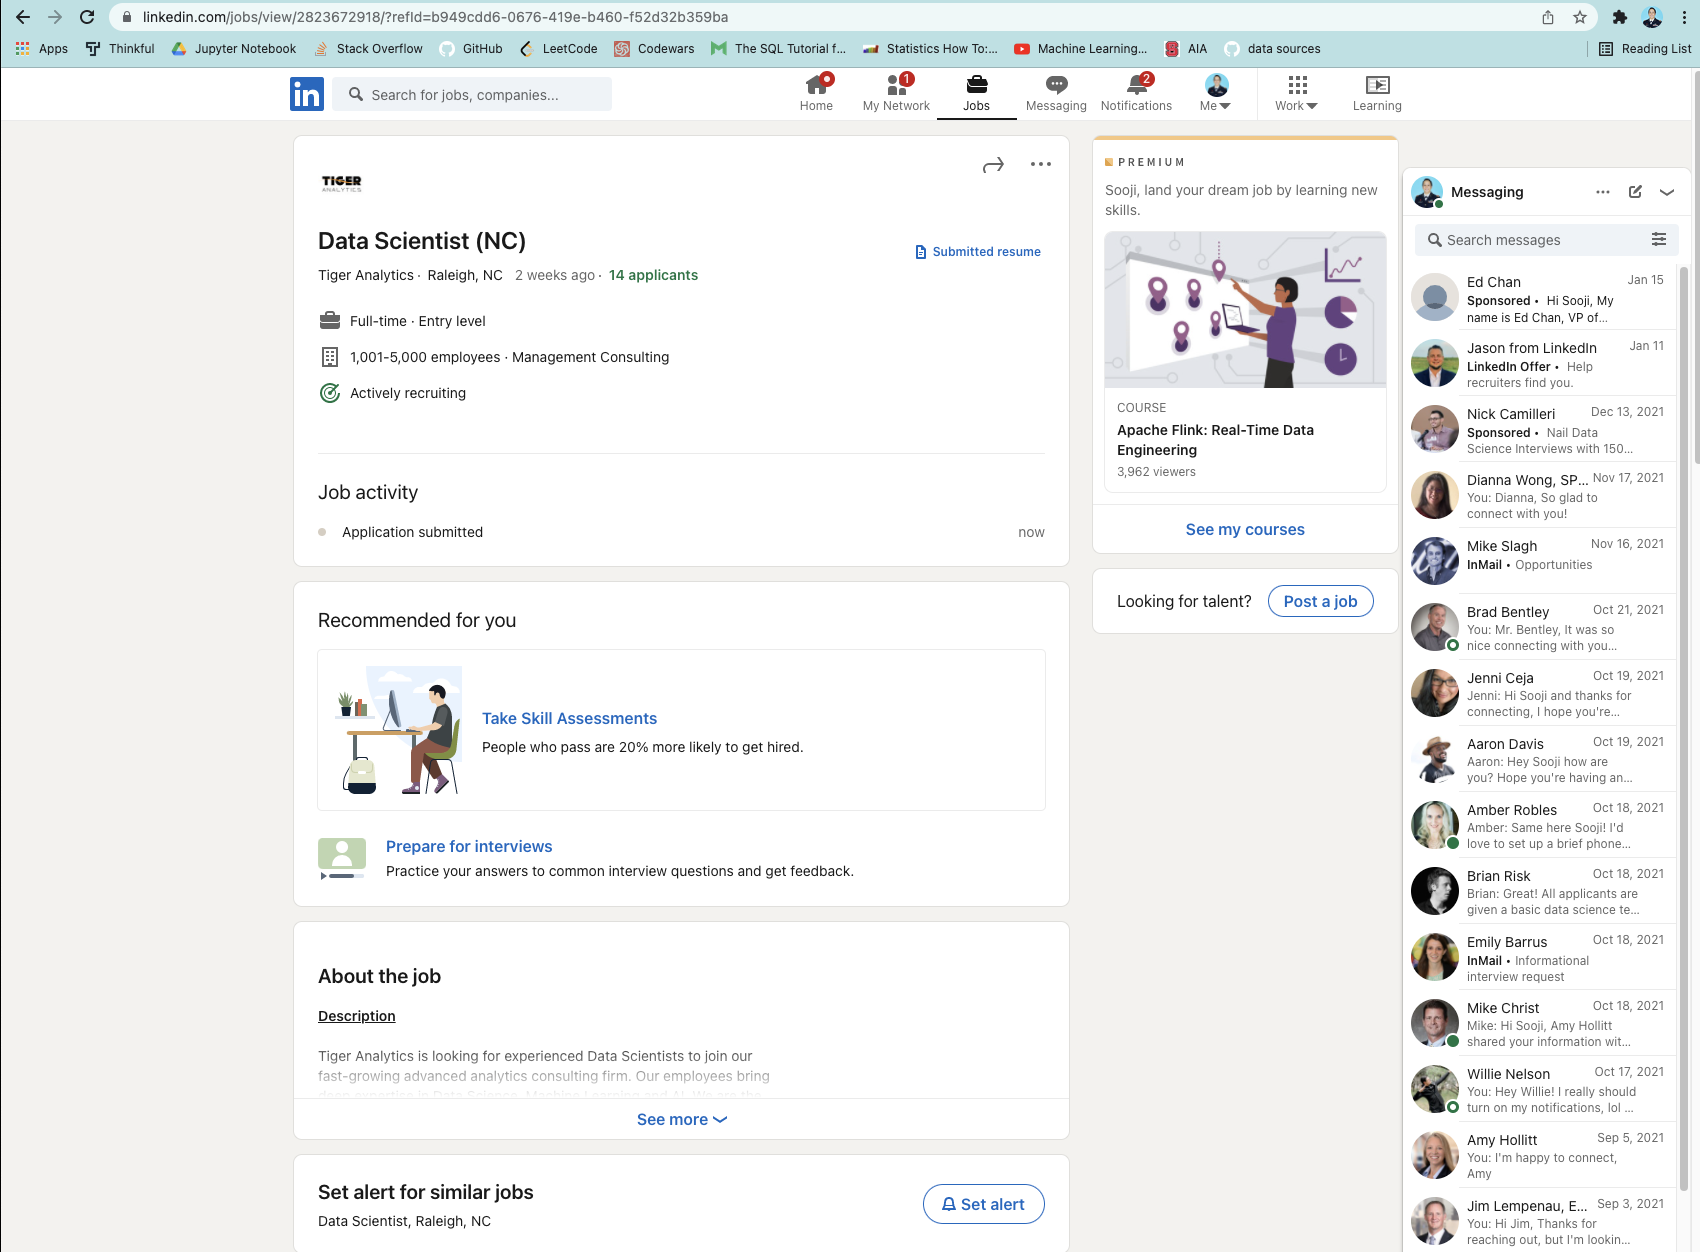 linkedin.com/jobs/view/2823672918/?refId=b949cdd6-0676-419e-b460-f52d32b359ba
Apps Thinkful Jupyter Notebook Stack Overflow GitHub LeetCode Codewars The SQL Tutorial f... Statistics How To:... Machine Learning... AIA data sources Reading List
in Search for jobs, companies...
Home
1 My Network
Jobs
Messaging
2 Notifications
Me
Work
Learning
TIGER
ANALYTICS
Data Scientist (NC)
Submitted resume
Tiger Analytics · Raleigh, NC 2 weeks ago · 14 applicants
Full-time · Entry level
1,001-5,000 employees · Management Consulting
Actively recruiting
Job activity
Application submitted now
Recommended for you
Take Skill Assessments
People who pass are 20% more likely to get hired.
Prepare for interviews
Practice your answers to common interview questions and get feedback.
About the job
Description
Tiger Analytics is looking for experienced Data Scientists to join our
fast-growing advanced analytics consulting firm. Our employees bring
deep expertise in Data Science, Machine Learning and AI. We are the
See more
Set alert for similar jobs
Data Scientist, Raleigh, NC
Set alert
PREMIUM
Sooji, land your dream job by learning new
skills.
COURSE
Apache Flink: Real-Time Data
Engineering
3,962 viewers
See my courses
Looking for talent? Post a job
Messaging
Search messages
Ed Chan Jan 15
Sponsored • Hi Sooji, My
name is Ed Chan, VP of...
Jason from LinkedIn Jan 11
LinkedIn Offer • Help
recruiters find you.
Nick Camilleri Dec 13, 2021
Sponsored • Nail Data
Science Interviews with 150...
Dianna Wong, SP... Nov 17, 2021
You: Dianna, So glad to
connect with you!
Mike Slagh Nov 16, 2021
InMail • Opportunities
Brad Bentley Oct 21, 2021
You: Mr. Bentley, It was so
nice connecting with you...
Jenni Ceja Oct 19, 2021
Jenni: Hi Sooji and thanks for
connecting, I hope you're...
Aaron Davis Oct 19, 2021
Aaron: Hey Sooji how are
you? Hope you're having an...
Amber Robles Oct 18, 2021
Amber: Same here Sooji! I'd
love to set up a brief phone...
Brian Risk Oct 18, 2021
Brian: Great! All applicants are
given a basic data science te...
Emily Barrus Oct 18, 2021
InMail • Informational
interview request
Mike Christ Oct 18, 2021
Mike: Hi Sooji, Amy Hollitt
shared your information wit...
Willie Nelson Oct 17, 2021
You: Hey Willie! I really should
turn on my notifications, lol ...
Amy Hollitt Sep 5, 2021
You: I'm happy to connect,
Amy
Jim Lempenau, E... Sep 3, 2021
You: Hi Jim, Thanks for
reaching out, but I'm lookin...